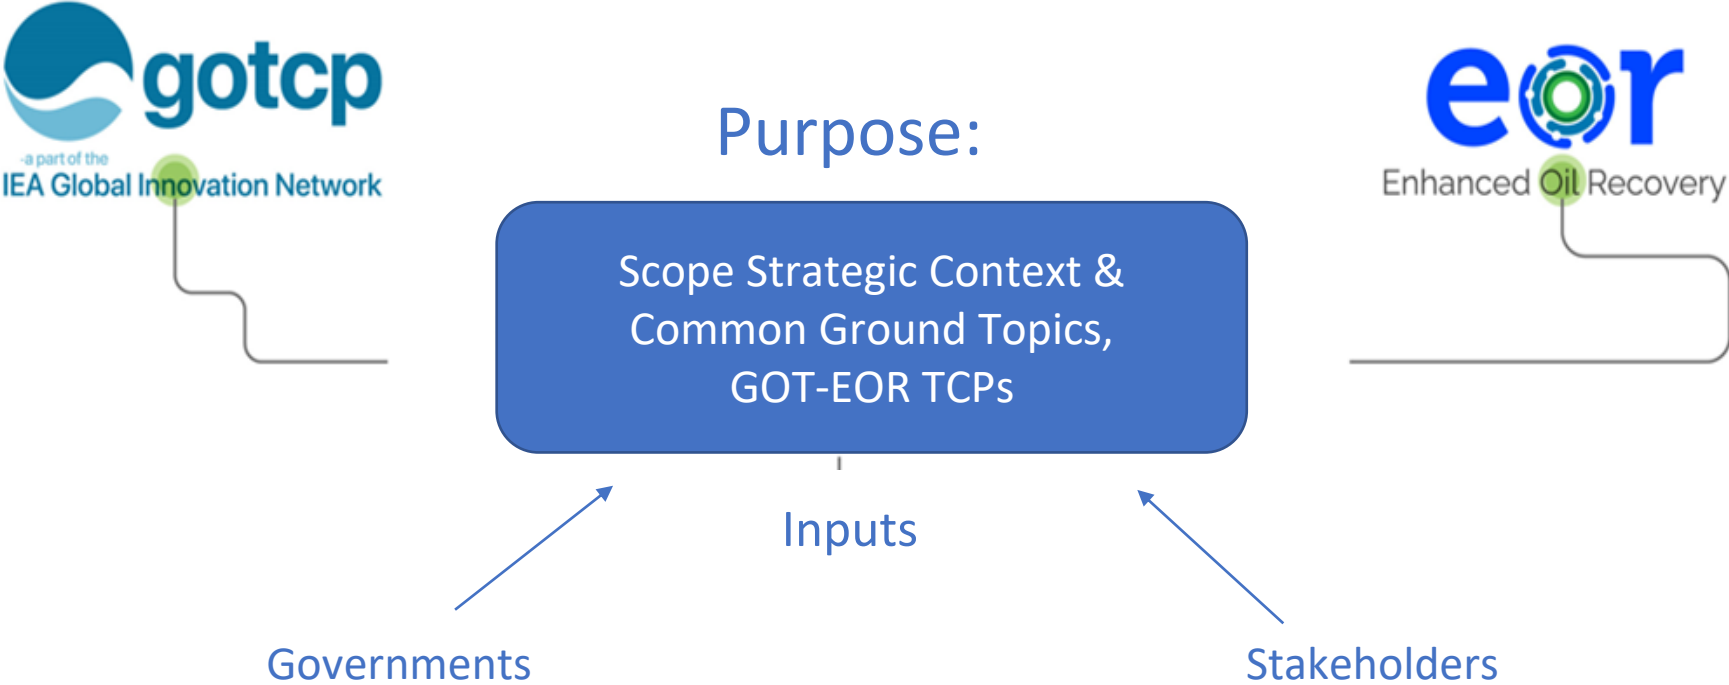 gotcp
-a part of the
IEA Global Innovation Network
eor
Enhanced Oil Recovery
Purpose:
Scope Strategic Context &
Common Ground Topics,
GOT-EOR TCPs
Inputs
Governments
Stakeholders